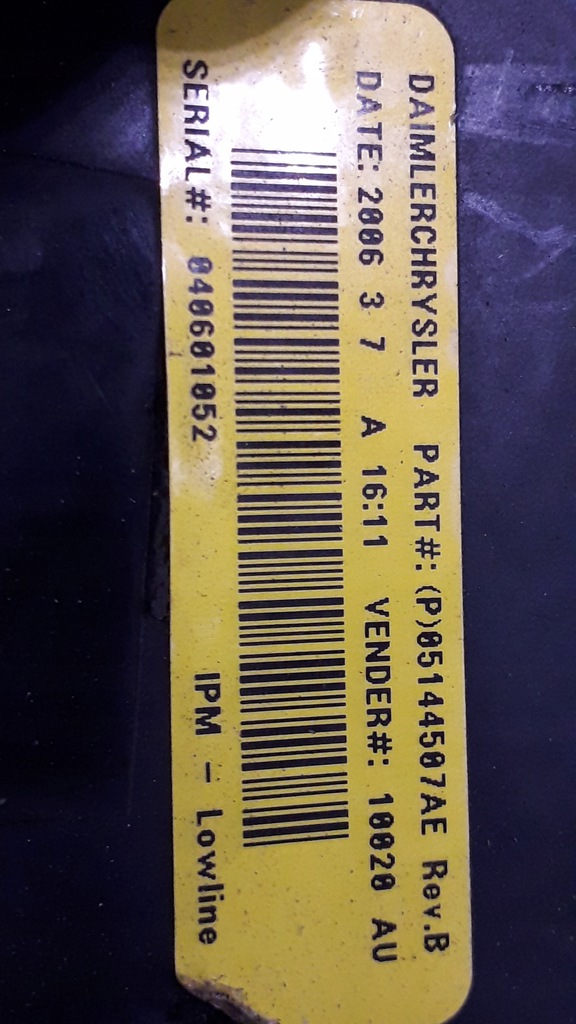 DAIMLERCHRYSLER PART#: (P)05144507AE Rev.B
DATE: 2006 3 7 A 16:11 VENDER#: 10020 AU
SERIAL#: 040601052 IPM - Lowline